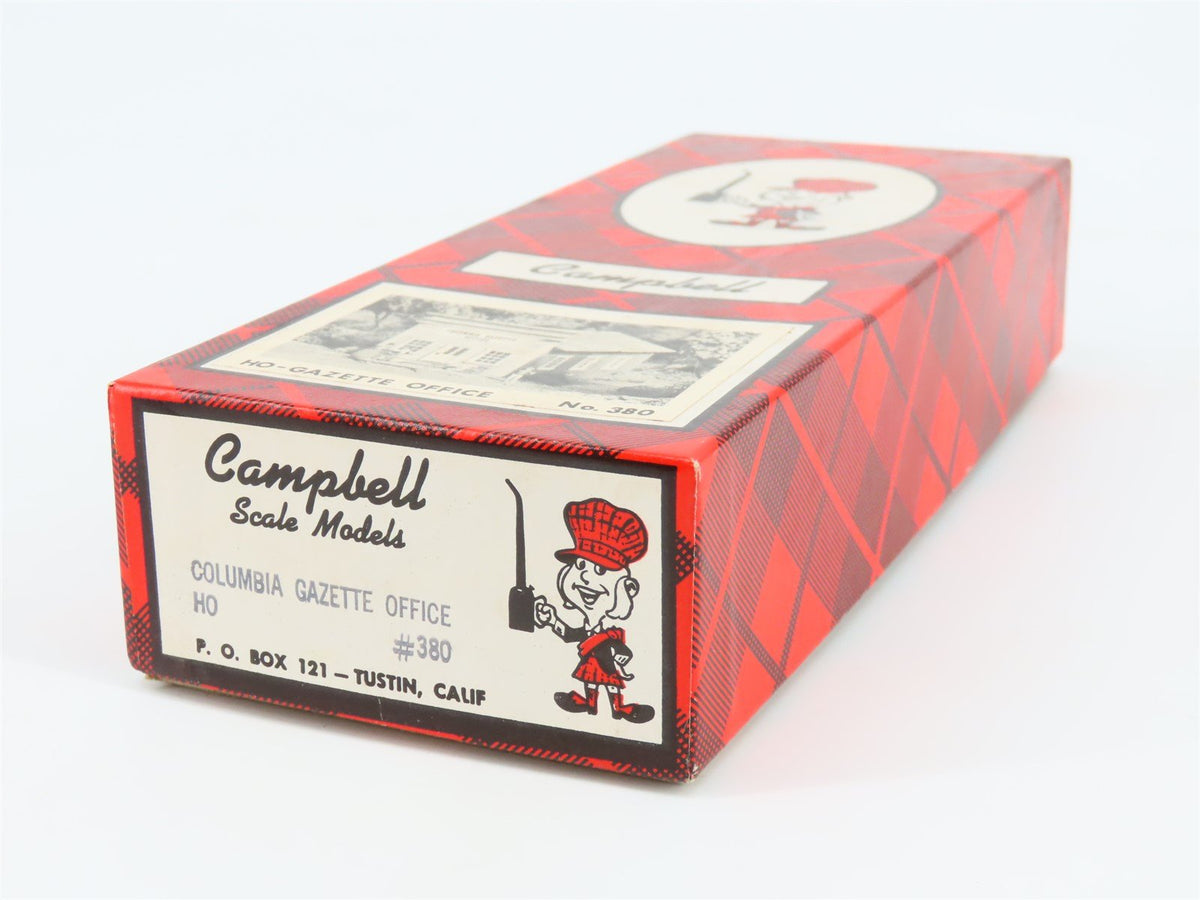 Campbell
HO-GAZETTE OFFICE No. 380
Campbell
Scale Models
COLUMBIA GAZETTE OFFICE
HO
#380
P. O. BOX 121 — TUSTIN, CALIF